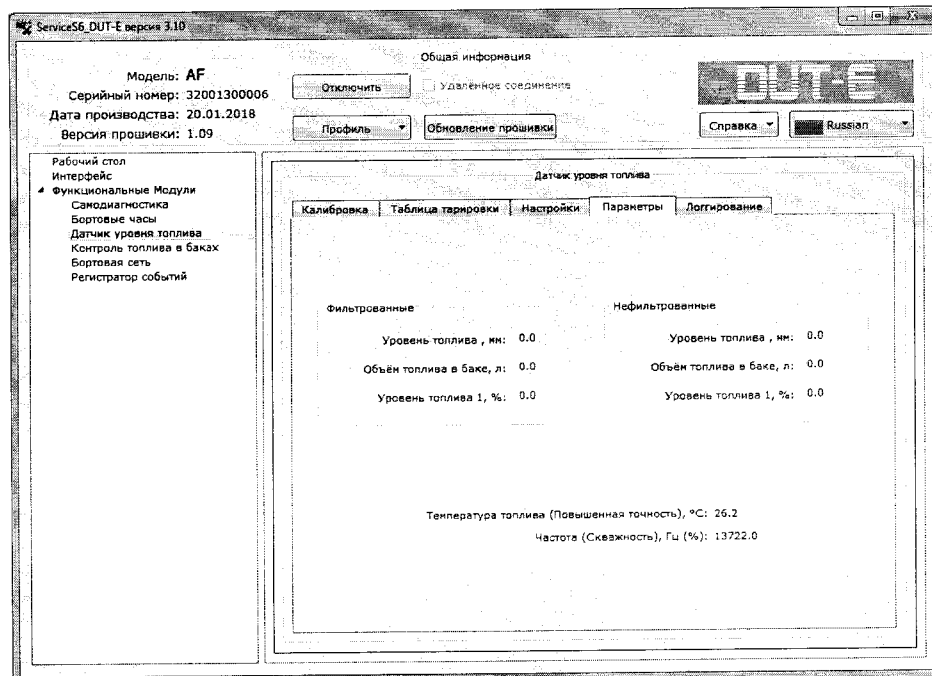 ServiceS6_DUT-E версия 3.10
Общая информация
Модель: AF
Серийный номер: 32001300006
Дата производства: 20.01.2018
Версия прошивки: 1.09
Отключить
Удалённое соединение
Профиль
Обновление прошивки
DUT-E
Справка
Russian
Рабочий стол
Интерфейс
Функциональные Модули
Самодиагностика
Бортовые часы
Датчик уровня топлива
Контроль топлива в баках
Бортовая сеть
Регистратор событий
Датчик уровня топлива
Калибровка
Таблица тарировки
Настройки
Параметры
Логгирование
Фильтрованные
Уровень топлива , мм: 0.0
Объём топлива в баке, л: 0.0
Уровень топлива 1, %: 0.0
Нефильтрованные
Уровень топлива , мм: 0.0
Объём топлива в баке, л: 0.0
Уровень топлива 1, %: 0.0
Температура топлива (Повышенная точность), °C: 26.2
Частота (Скважность), Гц (%): 13722.0